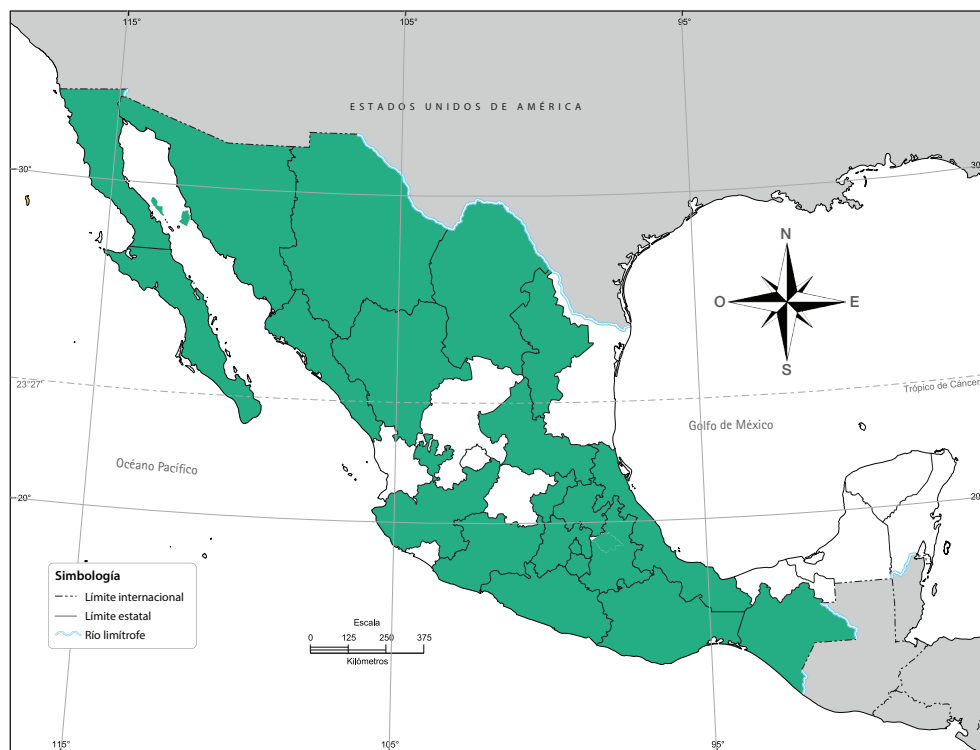 115°
105°
95°
ESTADOS UNIDOS DE AMÉRICA
30°
30
N
O
E
S
23°27'
Trópico de Cáncer
Golfo de México
Océano Pacífico
20°
20
Simbología
Límite internacional
Límite estatal
Río limítrofe
Escala
0 125 250 375
Kilómetros
115°
105°
95°